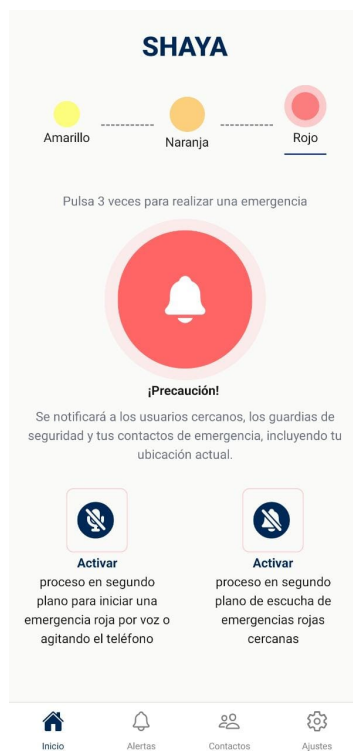 SHAYA
Amarillo
Naranja
Rojo
Pulsa 3 veces para realizar una emergencia
¡Precaución!
Se notificará a los usuarios cercanos, los guardias de
seguridad y tus contactos de emergencia, incluyendo tu
ubicación actual.
Activar
proceso en segundo
plano para iniciar una
emergencia roja por voz o
agitando el teléfono
Activar
proceso en segundo
plano de escucha de
emergencias rojas
cercanas
Inicio
Alertas
Contactos
Ajustes